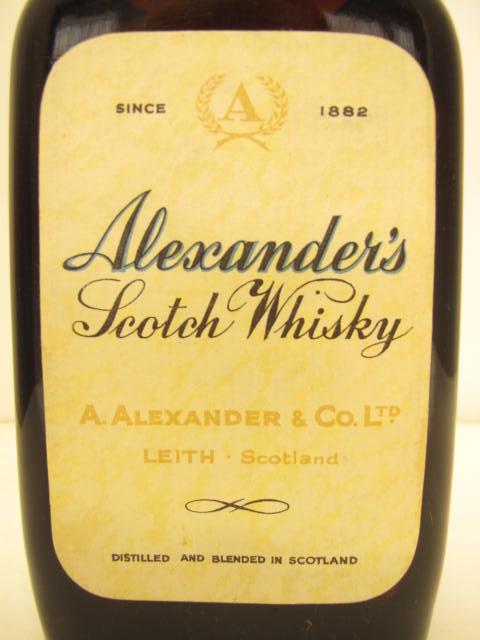 SINCE A 1882
Alexander's
Scotch Whisky
A. ALEXANDER & CO. LTD
LEITH · Scotland
DISTILLED AND BLENDED IN SCOTLAND